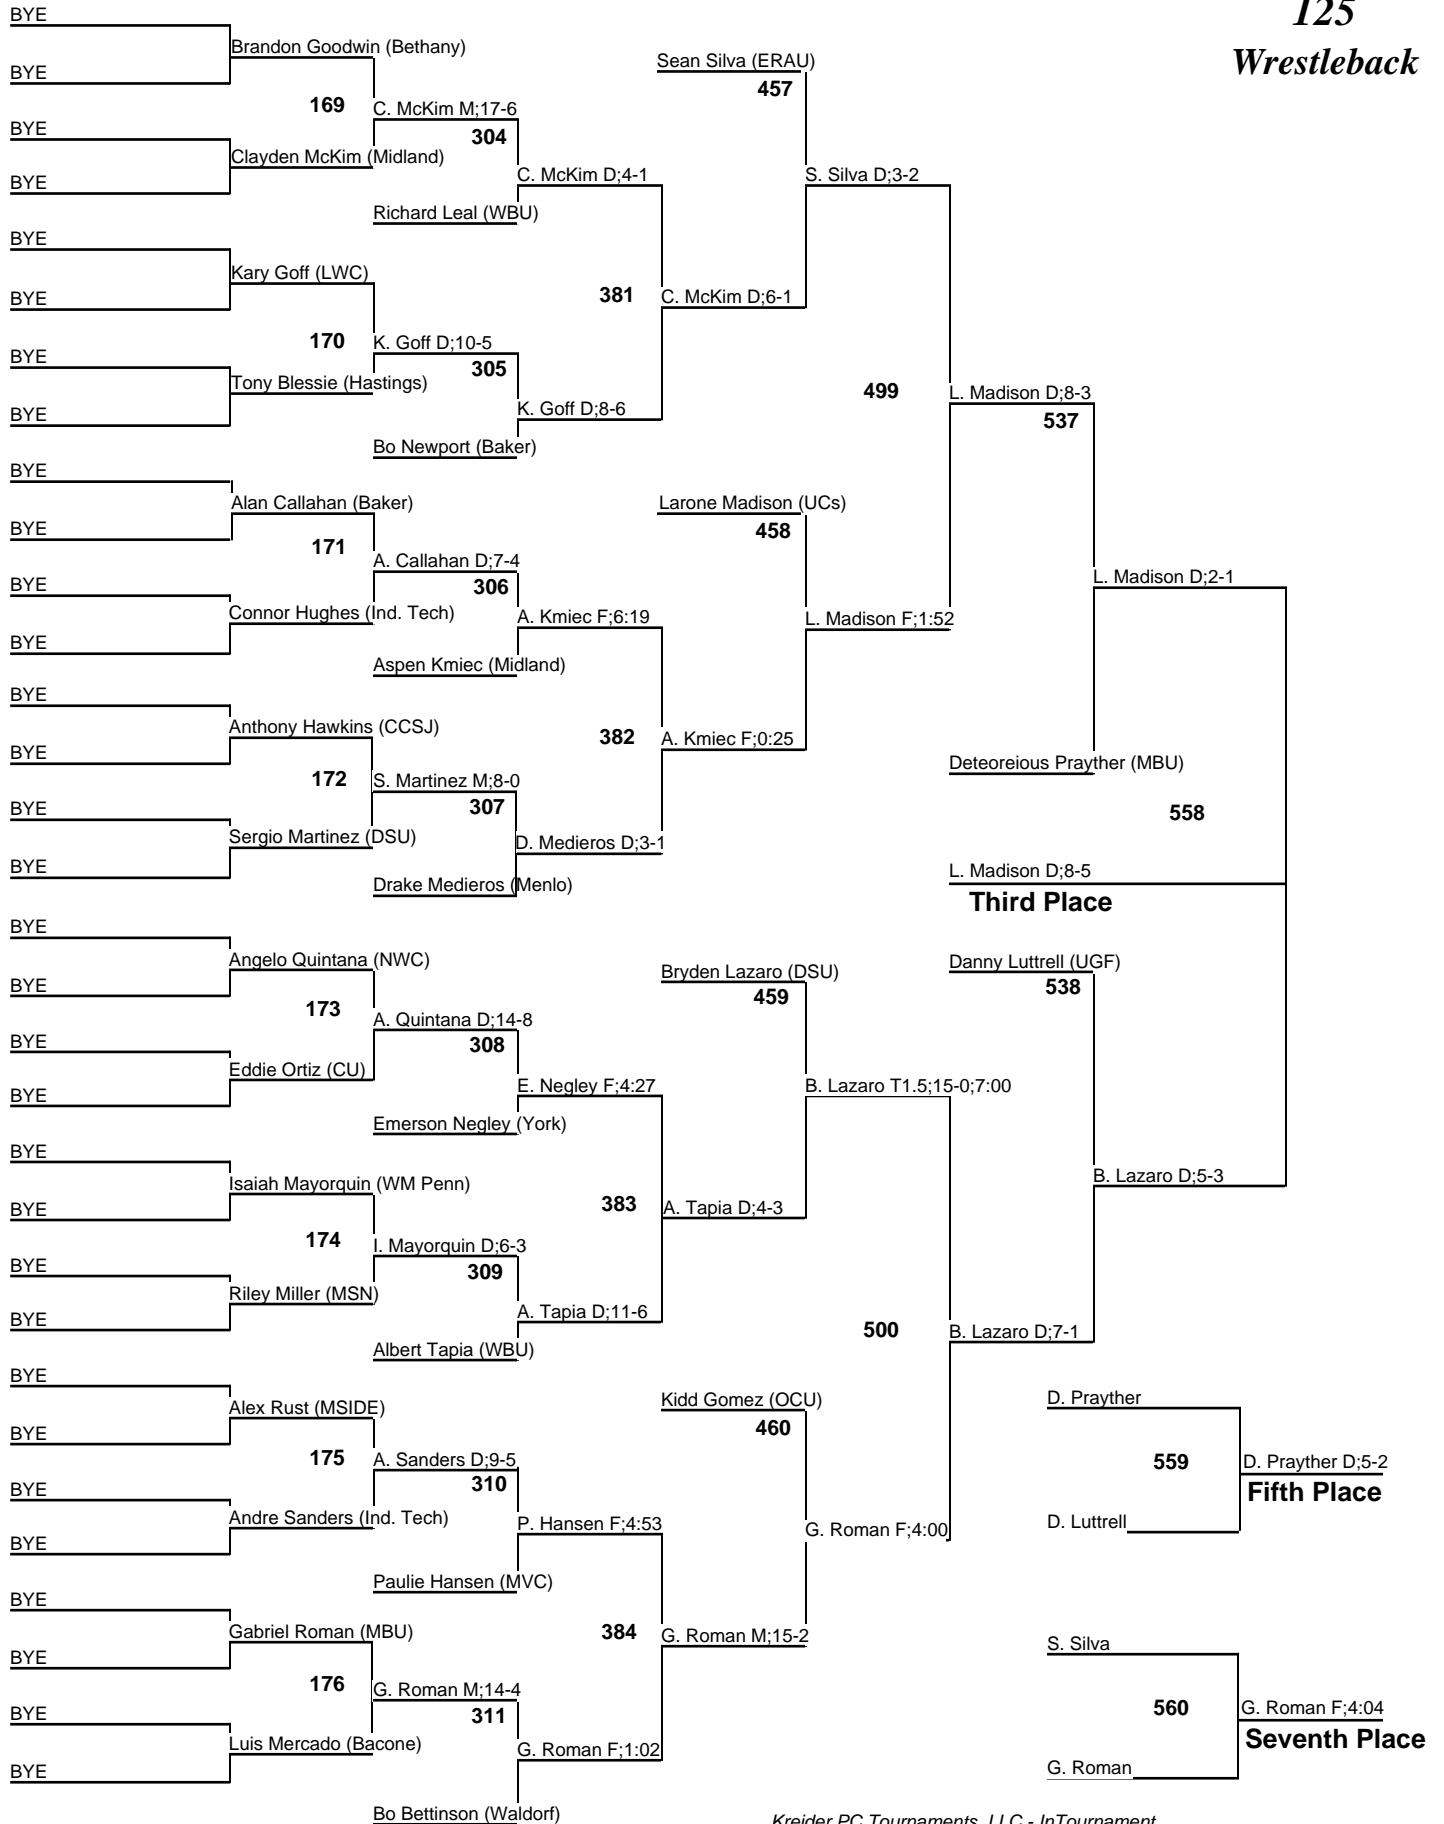 125
Wrestleback
BYE
Brandon Goodwin (Bethany)
BYE
169
C. McKim M;17-6
304
BYE
Clayden McKim (Midland)
BYE
C. McKim D;4-1
Richard Leal (WBU)
BYE
Kary Goff (LWC)
BYE
381
C. McKim D;6-1
170
K. Goff D;10-5
305
BYE
Tony Blessie (Hastings)
BYE
K. Goff D;8-6
Bo Newport (Baker)
Sean Silva (ERAU)
457
S. Silva D;3-2
499
L. Madison D;8-3
537
BYE
Alan Callahan (Baker)
BYE
171
A. Callahan D;7-4
306
BYE
Connor Hughes (Ind. Tech)
BYE
A. Kmiec F;6:19
Aspen Kmiec (Midland)
BYE
Anthony Hawkins (CCSJ)
BYE
382
A. Kmiec F;0:25
172
S. Martinez M;8-0
307
BYE
Sergio Martinez (DSU)
BYE
D. Medieros D;3-1
Drake Medieros (Menlo)
Larone Madison (UCs)
458
L. Madison F;1:52
L. Madison D;2-1
Deteoreious Prayther (MBU)
558
L. Madison D;8-5
Third Place
BYE
Angelo Quintana (NWC)
BYE
173
A. Quintana D;14-8
308
BYE
Eddie Ortiz (CU)
BYE
E. Negley F;4:27
Emerson Negley (York)
BYE
Isaiah Mayorquin (WM Penn)
BYE
383
A. Tapia D;4-3
174
I. Mayorquin D;6-3
309
BYE
Riley Miller (MSN)
BYE
A. Tapia D;11-6
Albert Tapia (WBU)
Bryden Lazaro (DSU)
459
B. Lazaro T1.5;15-0;7:00
Danny Luttrell (UGF)
538
B. Lazaro D;5-3
500
B. Lazaro D;7-1
BYE
Alex Rust (MSIDE)
BYE
175
A. Sanders D;9-5
310
BYE
Andre Sanders (Ind. Tech)
BYE
P. Hansen F;4:53
Paulie Hansen (MVC)
BYE
Gabriel Roman (MBU)
BYE
384
G. Roman M;15-2
176
G. Roman M;14-4
311
BYE
Luis Mercado (Bacone)
BYE
G. Roman F;1:02
Bo Bettinson (Waldorf)
Kidd Gomez (OCU)
460
G. Roman F;4:00
D. Prayther
559
D. Prayther D;5-2
Fifth Place
D. Luttrell
S. Silva
560
G. Roman F;4:04
Seventh Place
G. Roman
Kreider PC Tournaments, LLC - InTournament